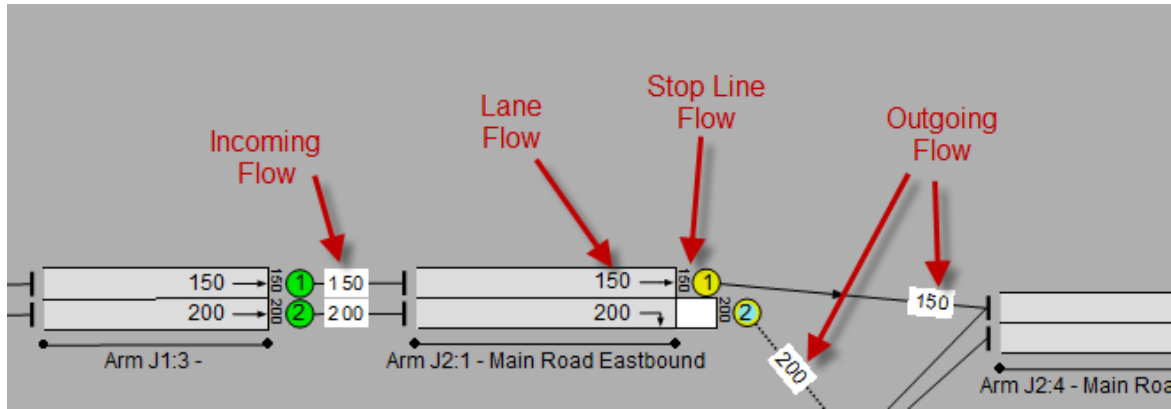 Stop Line
Flow
Lane
Flow
Outgoing
Flow
Incoming
Flow
150
150
1
150
200
200
2
200
150
150
1
150
200
200
2
200
Arm J1:3 -
Arm J2:1 - Main Road Eastbound
Arm J2:4 - Main Roa